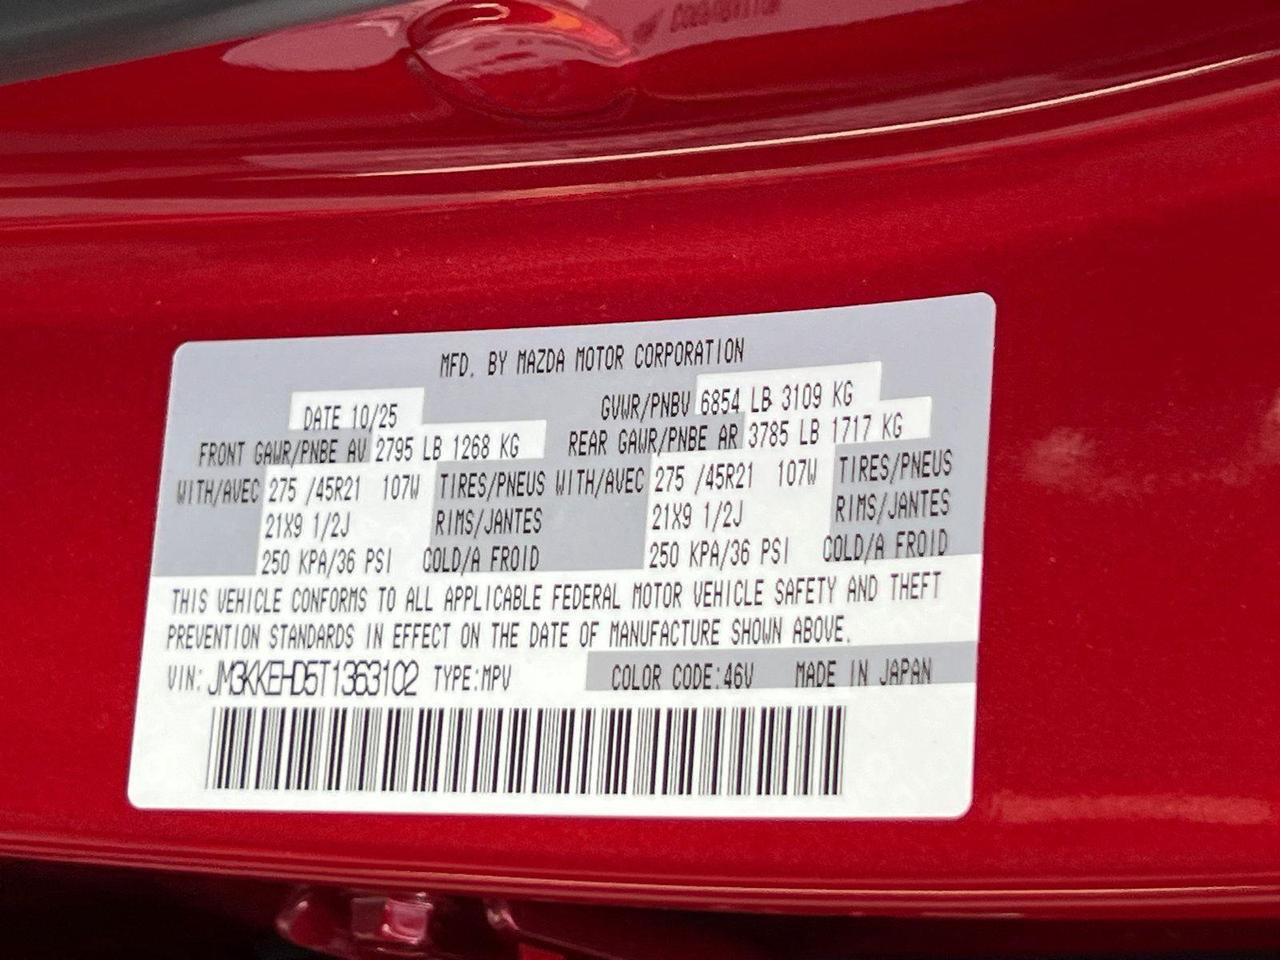 MFD. BY MAZDA MOTOR CORPORATION
DATE 10/25 GVWR/PNBV 6854 LB 3109 KG
FRONT GAWR/PNBE AV 2795 LB 1268 KG REAR GAWR/PNBE AR 3785 LB 1717 KG
WITH/AVEC 275 /45R21 107W TIRES/PNEUS WITH/AVEC 275 /45R21 107W TIRES/PNEUS
21X9 1/2J RIMS/JANTES 21X9 1/2J RIMS/JANTES
250 KPA/36 PSI COLD/A FROID 250 KPA/36 PSI COLD/A FROID
THIS VEHICLE CONFORMS TO ALL APPLICABLE FEDERAL MOTOR VEHICLE SAFETY AND THEFT
PREVENTION STANDARDS IN EFFECT ON THE DATE OF MANUFACTURE SHOWN ABOVE.
VIN: JM3KKEHD5T1363102 TYPE:MPV COLOR CODE:46V MADE IN JAPAN